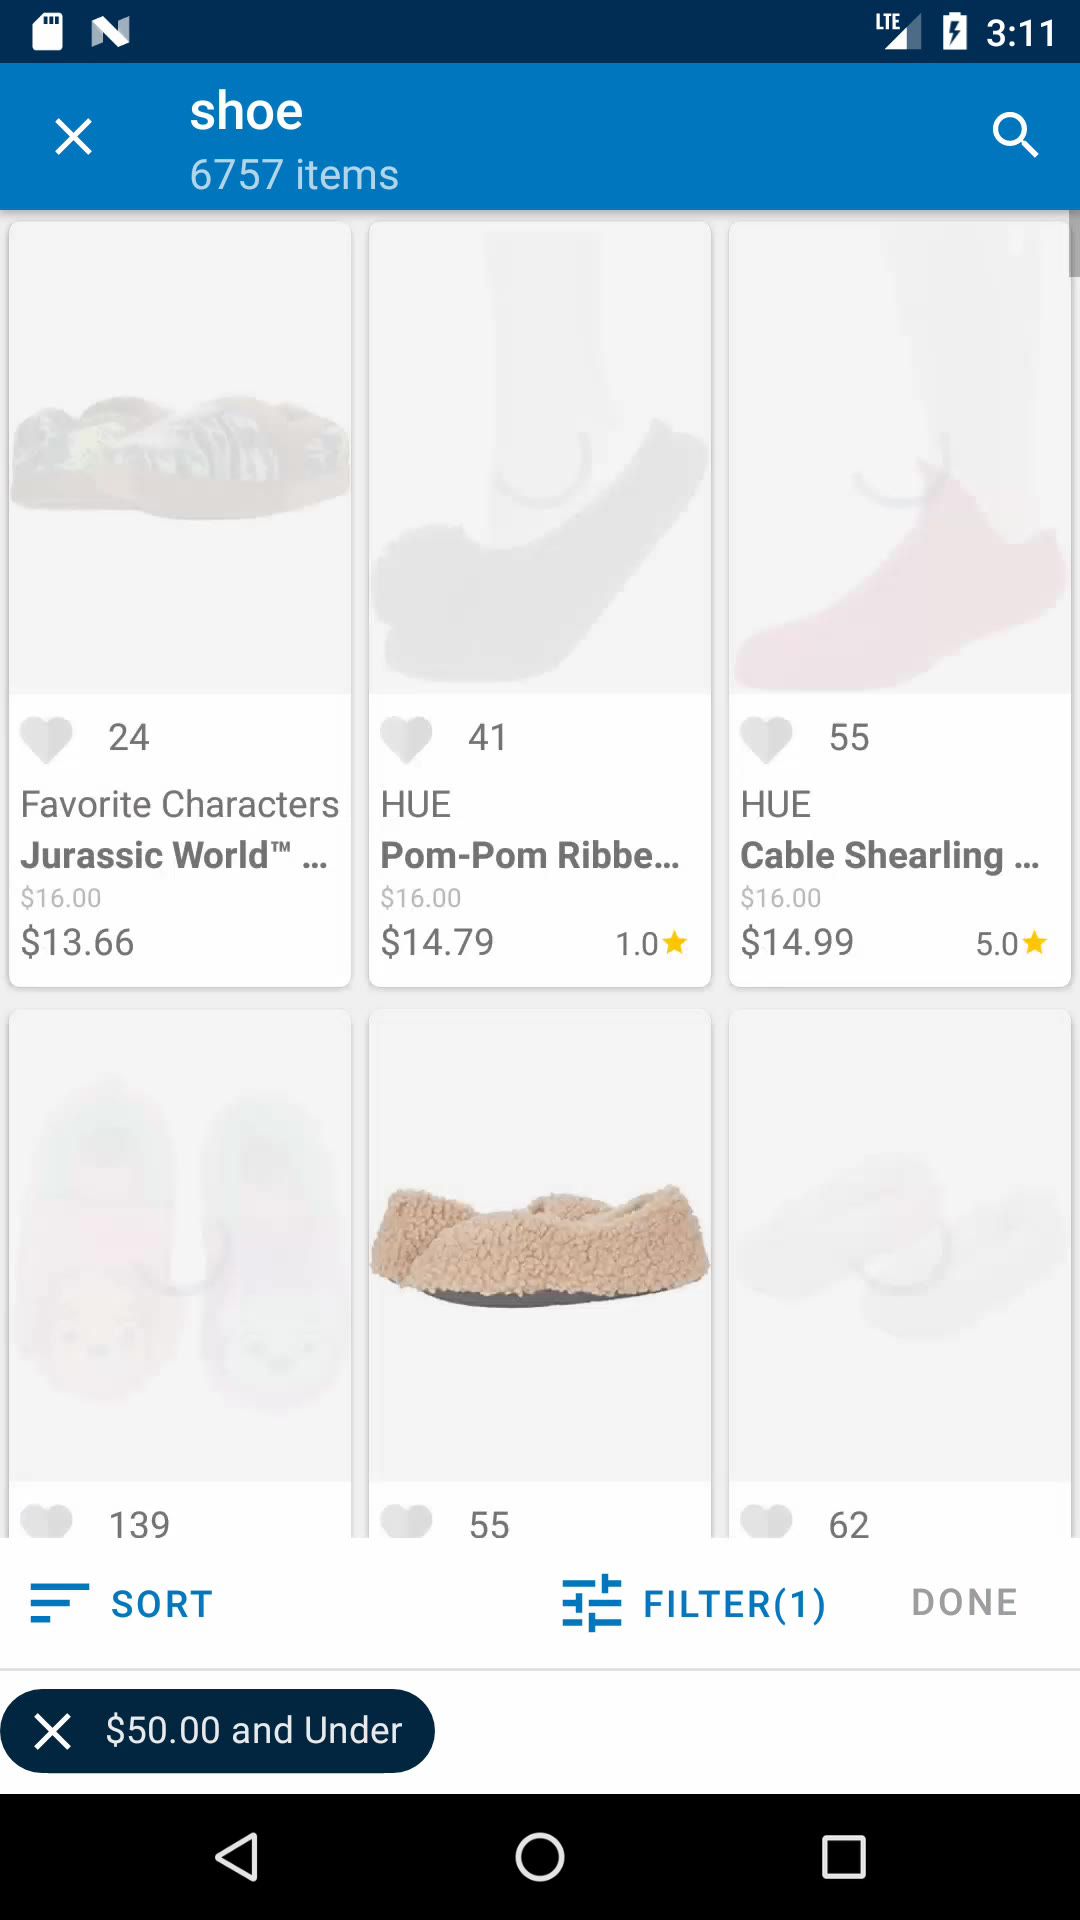 LTE 3:11
shoe
6757 items
24
41
55
Favorite Characters
HUE
HUE
Jurassic World™ ...
Pom-Pom Ribbe...
Cable Shearling ...
$16.00
$16.00
$16.00
$13.66
$14.79 1.0
$14.99 5.0
139
55
62
SORT
FILTER(1)
DONE
$50.00 and Under